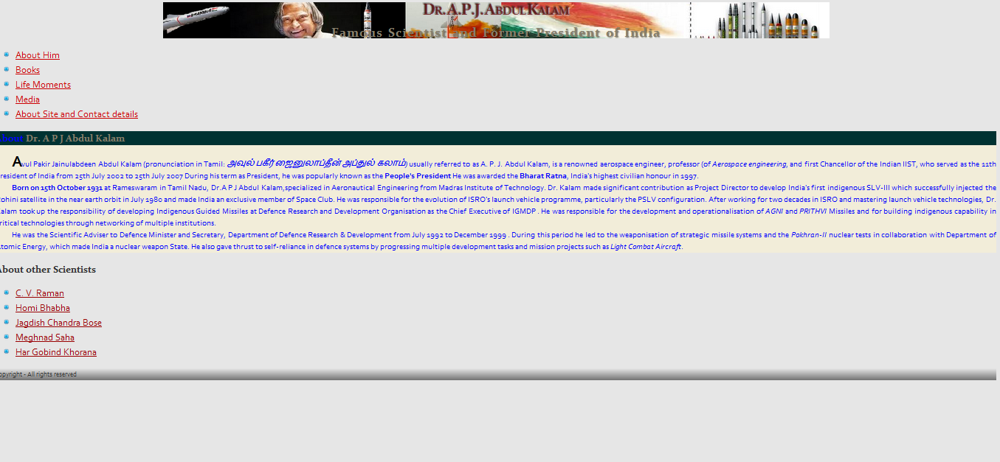 DR.A.P.J.ABDUL KALAM
Famous Scientist and Former President of India
About Him
Books
Life Moments
Media
About Site and Contact details
About Dr. A P J Abdul Kalam
Avul Pakir Jainulabdeen Abdul Kalam (pronunciation in Tamil: அவுல் பகீர் ஜைனுலாப்தீன் அப்துல் கலாம்) usually referred to as A. P. J. Abdul Kalam, is a renowned aerospace engineer, professor (of Aerospace engineering, and first Chancellor of the Indian IIST, who served as the 11th
resident of India from 25th July 2002 to 25th July 2007 During his term as President, he was popularly known as the People's President He was awarded the Bharat Ratna, India's highest civilian honour in 1997.
Born on 15th October 1931 at Rameswaram in Tamil Nadu, Dr.A P J Abdul Kalam,specialized in Aeronautical Engineering from Madras Institute of Technology. Dr. Kalam made significant contribution as Project Director to develop India's first indigenous SLV-III which successfully injected the
ohini satellite in the near earth orbit in July 1980 and made India an exclusive member of Space Club. He was responsible for the evolution of ISRO's launch vehicle programme, particularly the PSLV configuration. After working for two decades in ISRO and mastering launch vehicle technologies, Dr.
alam took up the responsibility of developing Indigenous Guided Missiles at Defence Research and Development Organisation as the Chief Executive of IGMDP . He was responsible for the development and operationalisation of AGNI and PRITHVI Missiles and for building indigenous capability in
ritical technologies through networking of multiple institutions.
He was the Scientific Adviser to Defence Minister and Secretary, Department of Defence Research & Development from July 1992 to December 1999 . During this period he led to the weaponisation of strategic missile systems and the Pokhran-II nuclear tests in collaboration with Department of
Atomic Energy, which made India a nuclear weapon State. He also gave thrust to self-reliance in defence systems by progressing multiple development tasks and mission projects such as Light Combat Aircraft.
About other Scientists
C. V. Raman
Homi Bhabha
Jagdish Chandra Bose
Meghnad Saha
Har Gobind Khorana
opyright - All rights reserved